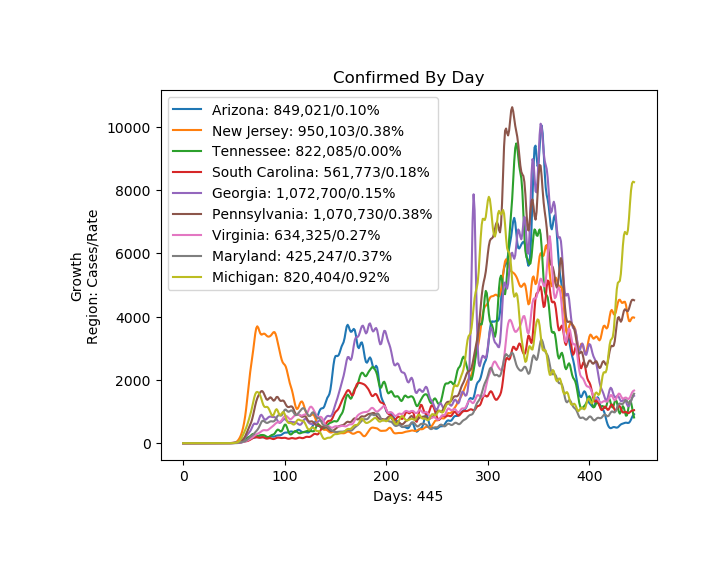 Confirmed By Day
Growth
Region: Cases/Rate
10000
8000
6000
4000
2000
0
Arizona: 849,021/0.10%
New Jersey: 950,103/0.38%
Tennessee: 822,085/0.00%
South Carolina: 561,773/0.18%
Georgia: 1,072,700/0.15%
Pennsylvania: 1,070,730/0.38%
Virginia: 634,325/0.27%
Maryland: 425,247/0.37%
Michigan: 820,404/0.92%
0 100 200 300 400
Days: 445